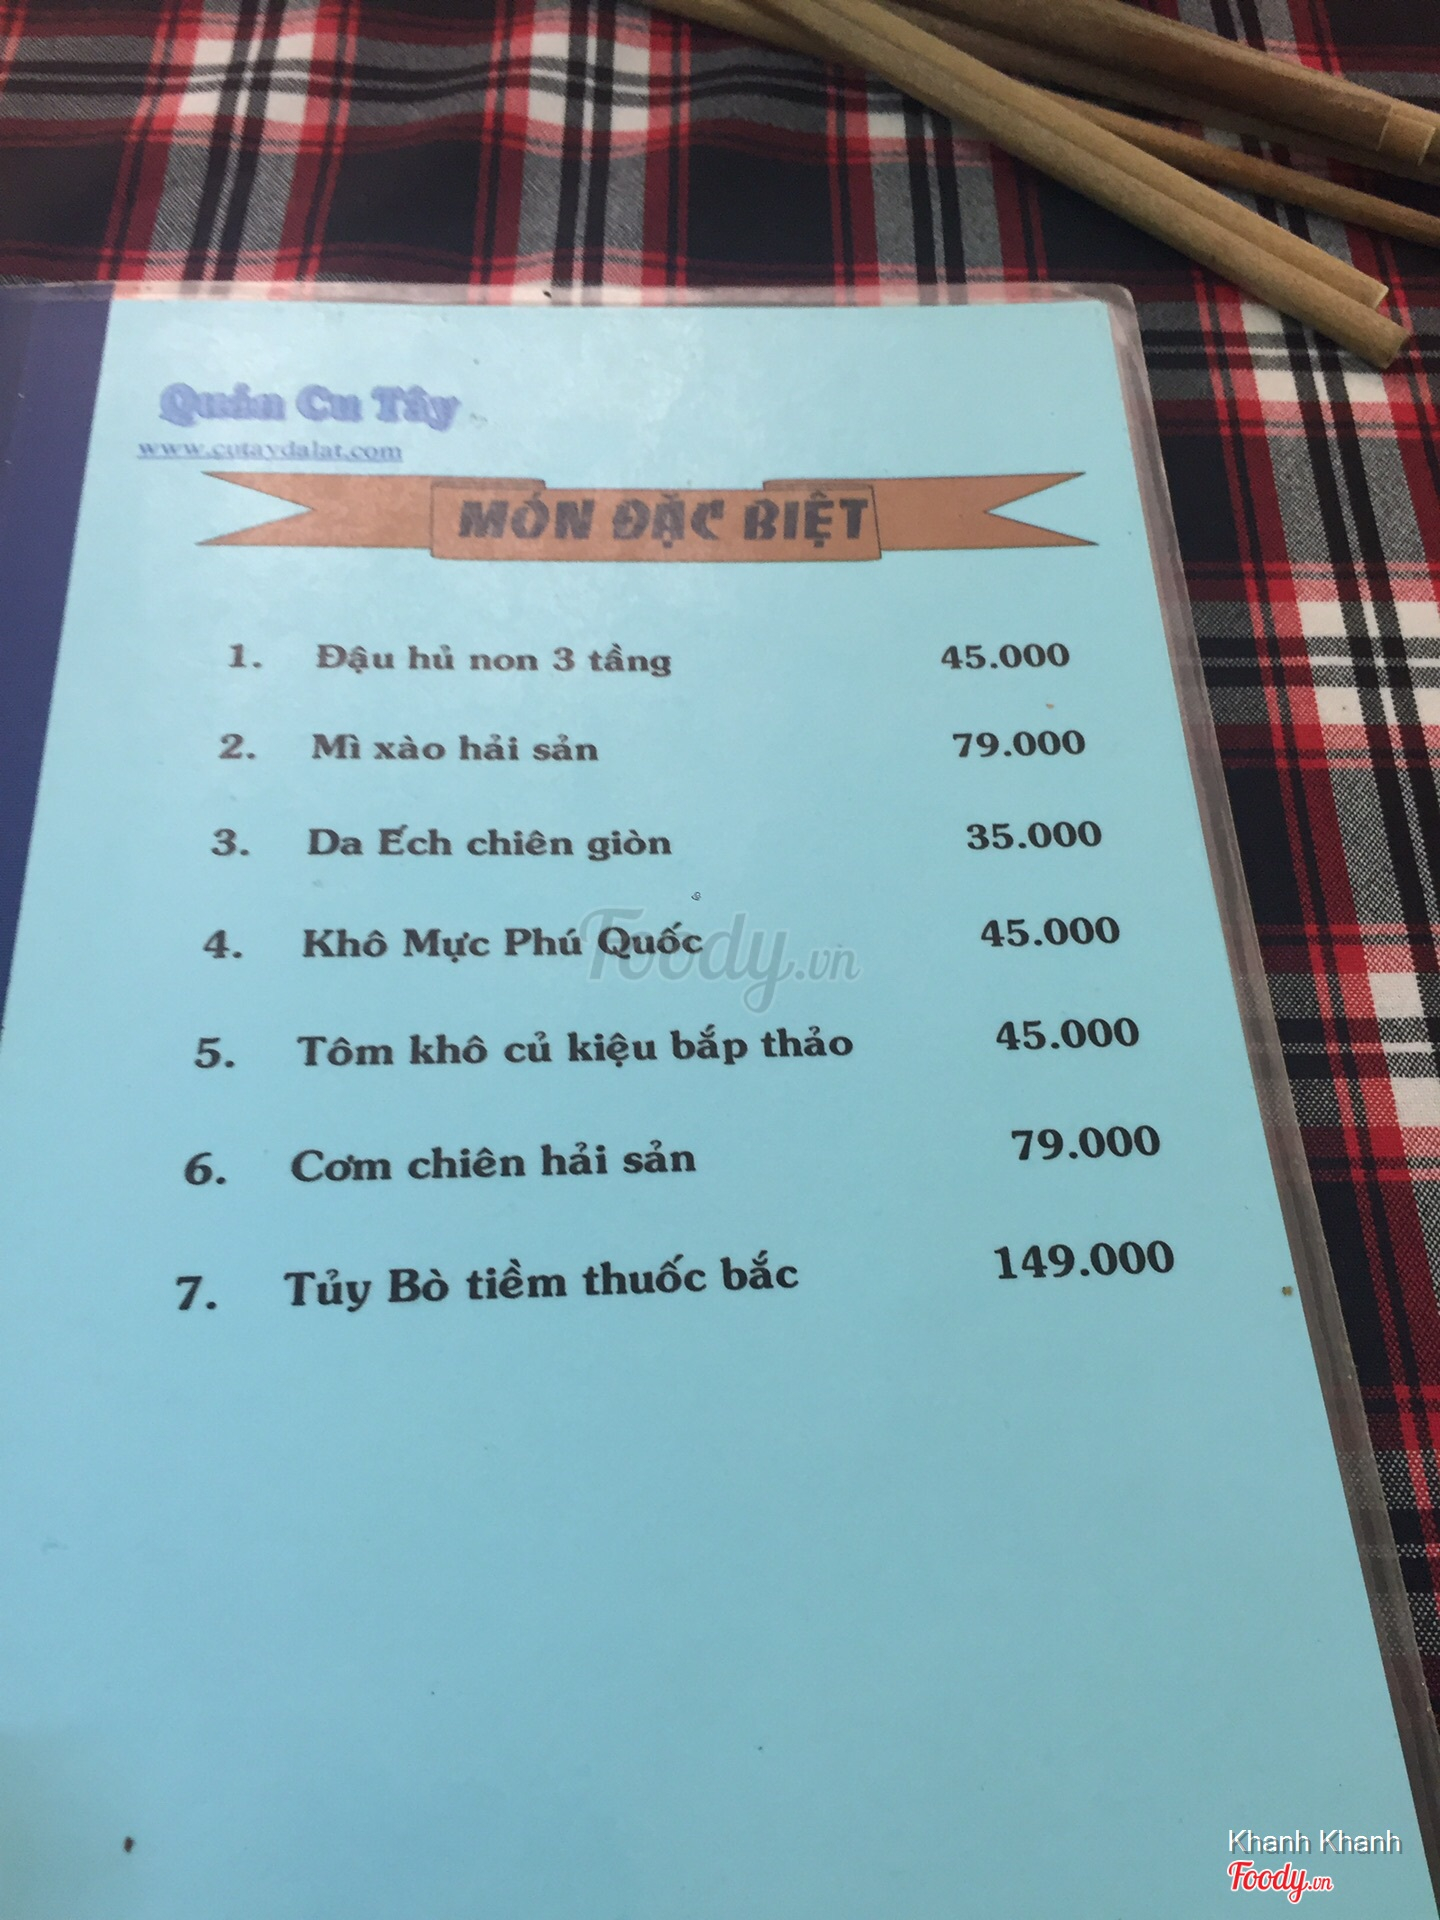 Quán Cu Tây
www.cutaydalat.com
MÓN ĐẶC BIỆT
1. Đậu hủ non 3 tầng 45.000
2. Mì xào hải sản 79.000
3. Da Ếch chiên giòn 35.000
4. Khô Mực Phú Quốc 45.000
Foody.vn
5. Tôm khô củ kiệu bắp thảo 45.000
6. Cơm chiên hải sản 79.000
7. Tủy Bò tiềm thuốc bắc 149.000
Khanh Khanh
Foody.vn